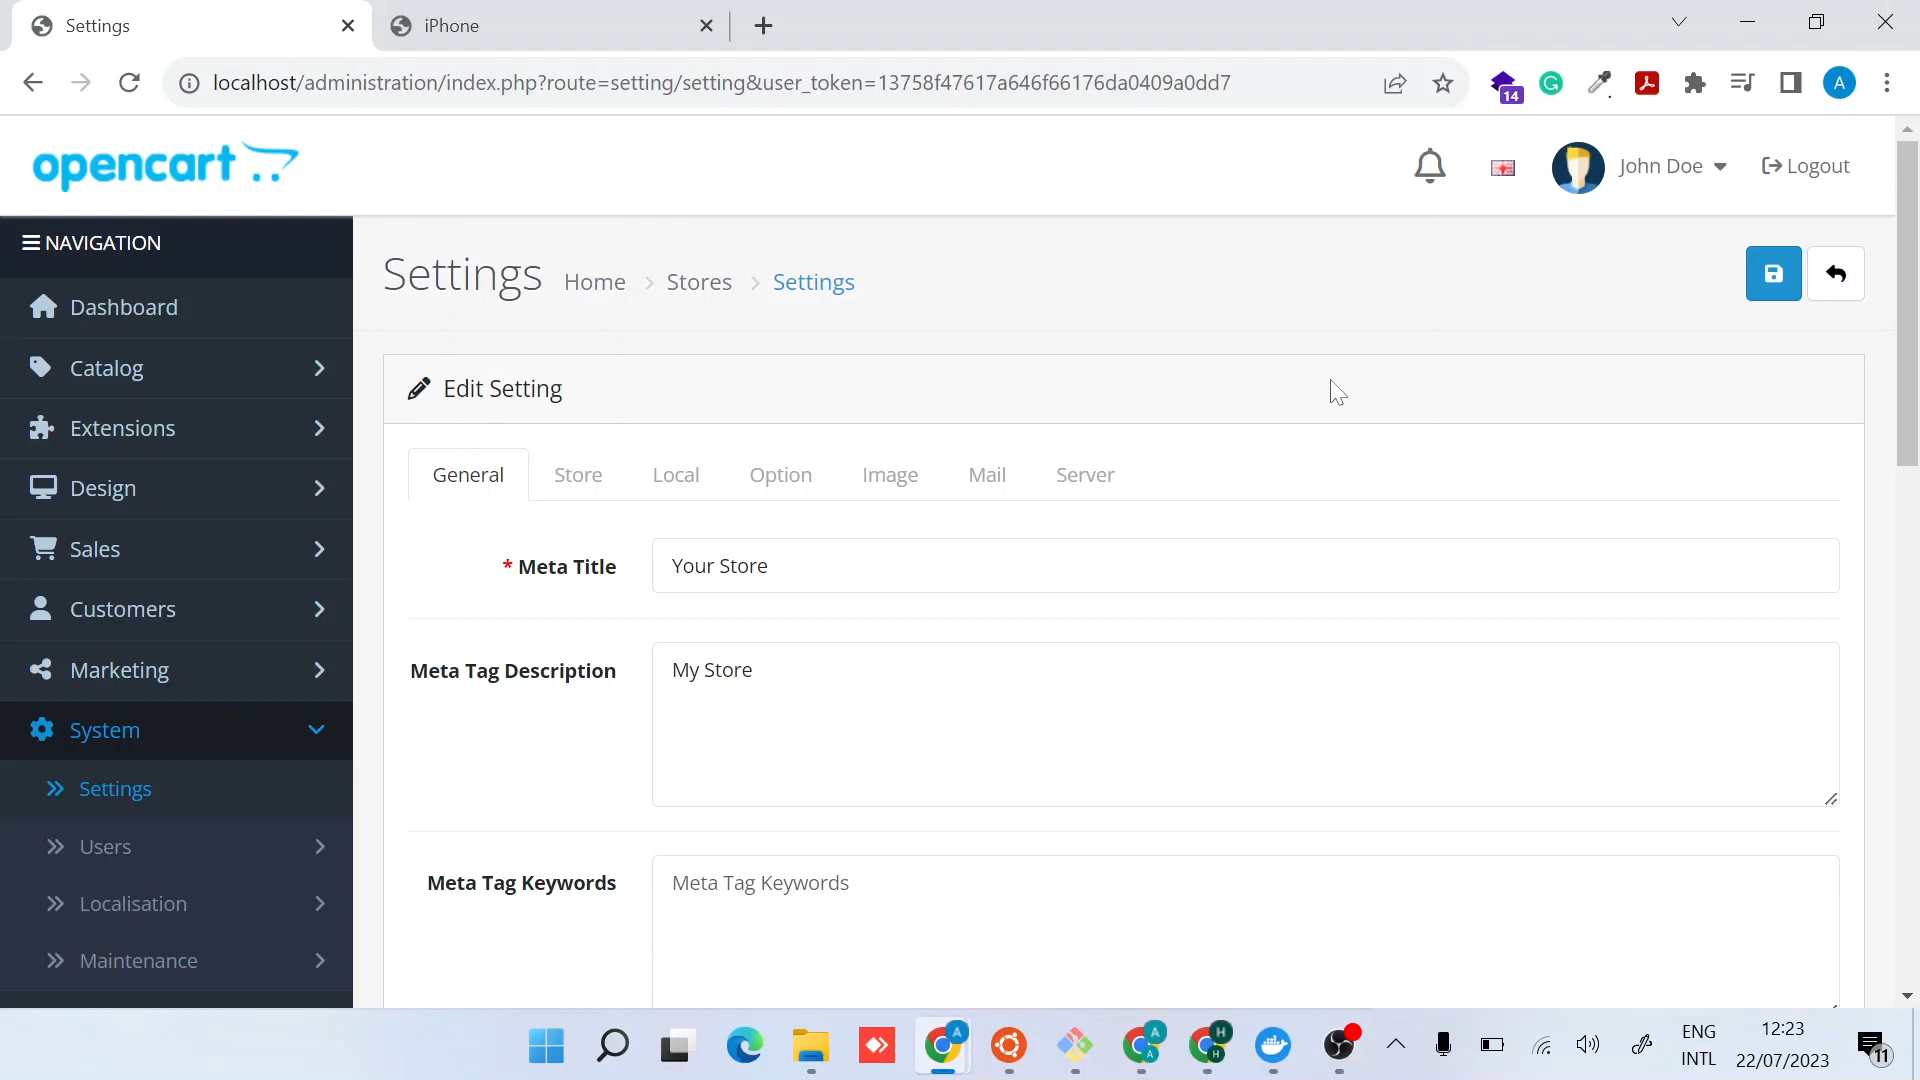 Settings
iPhone
localhost/administration/index.php?route=setting/setting&user_token=13758f47617a646f66176da0409a0dd7
14
A
opencart
John Doe
Logout
NAVIGATION
Settings
Home
Stores
Settings
Dashboard
Catalog
Extensions
Design
Sales
Customers
Marketing
System
Settings
Users
Localisation
Maintenance
Edit Setting
General
Store
Local
Option
Image
Mail
Server
* Meta Title
Your Store
Meta Tag Description
My Store
Meta Tag Keywords
Meta Tag Keywords
A
A
A
H
H
ENG
INTL
12:23
22/07/2023
11